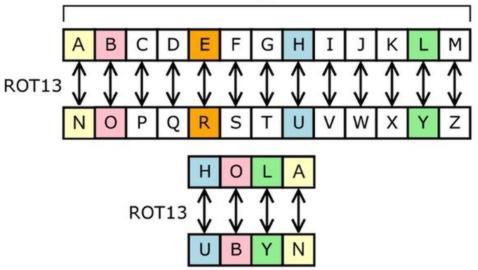 A B C D E F G H I J K L M
ROT13
N O P Q R S T U V W X Y Z
H O L A
ROT13
U B Y N